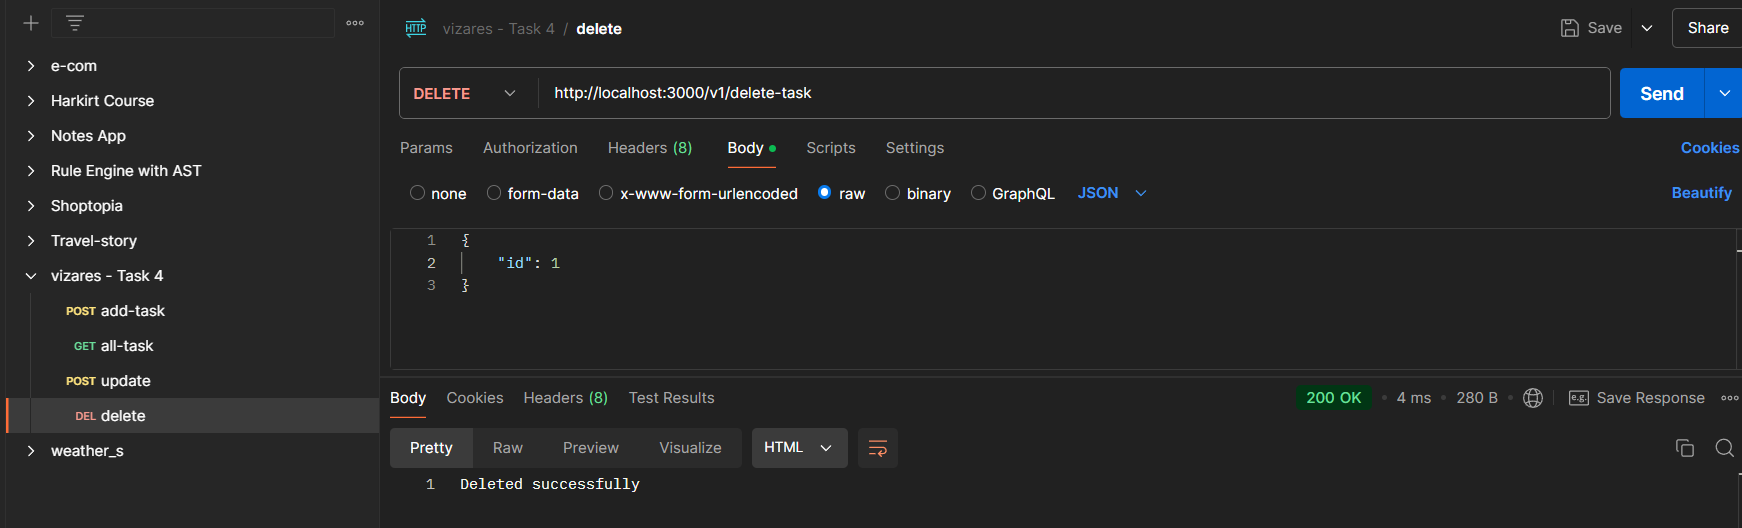 e-com
Harkirt Course
Notes App
Rule Engine with AST
Shoptopia
Travel-story
vizares - Task 4
POST add-task
GET all-task
POST update
DEL delete
weather_s
HTTP vizares - Task 4 / delete
Save
Share
DELETE http://localhost:3000/v1/delete-task
Send
Params Authorization Headers (8) Body Scripts Settings
Cookies
none form-data x-www-form-urlencoded raw binary GraphQL JSON
Beautify
1 {
2 "id": 1
3 }
Body Cookies Headers (8) Test Results
200 OK • 4 ms • 280 B • e.g. Save Response
Pretty Raw Preview Visualize HTML
1 Deleted successfully